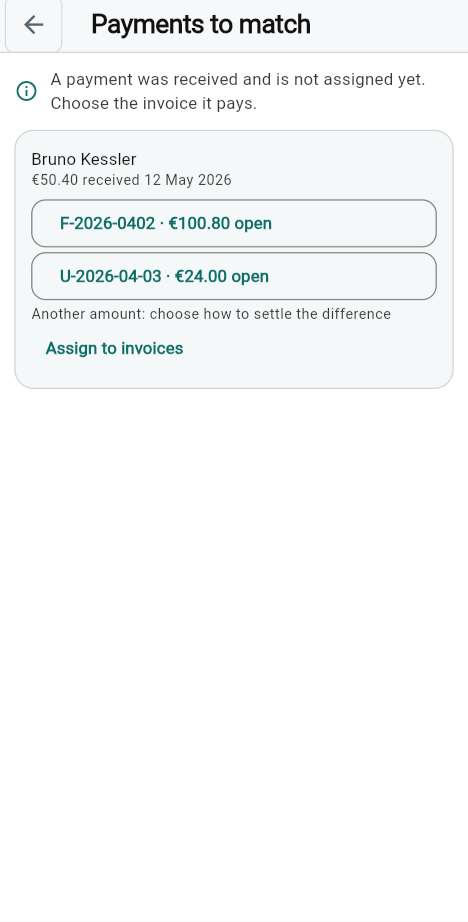 Payments to match
A payment was received and is not assigned yet.
Choose the invoice it pays.
Bruno Kessler
€50.40 received 12 May 2026
F-2026-0402 · €100.80 open
U-2026-04-03 · €24.00 open
Another amount: choose how to settle the difference
Assign to invoices